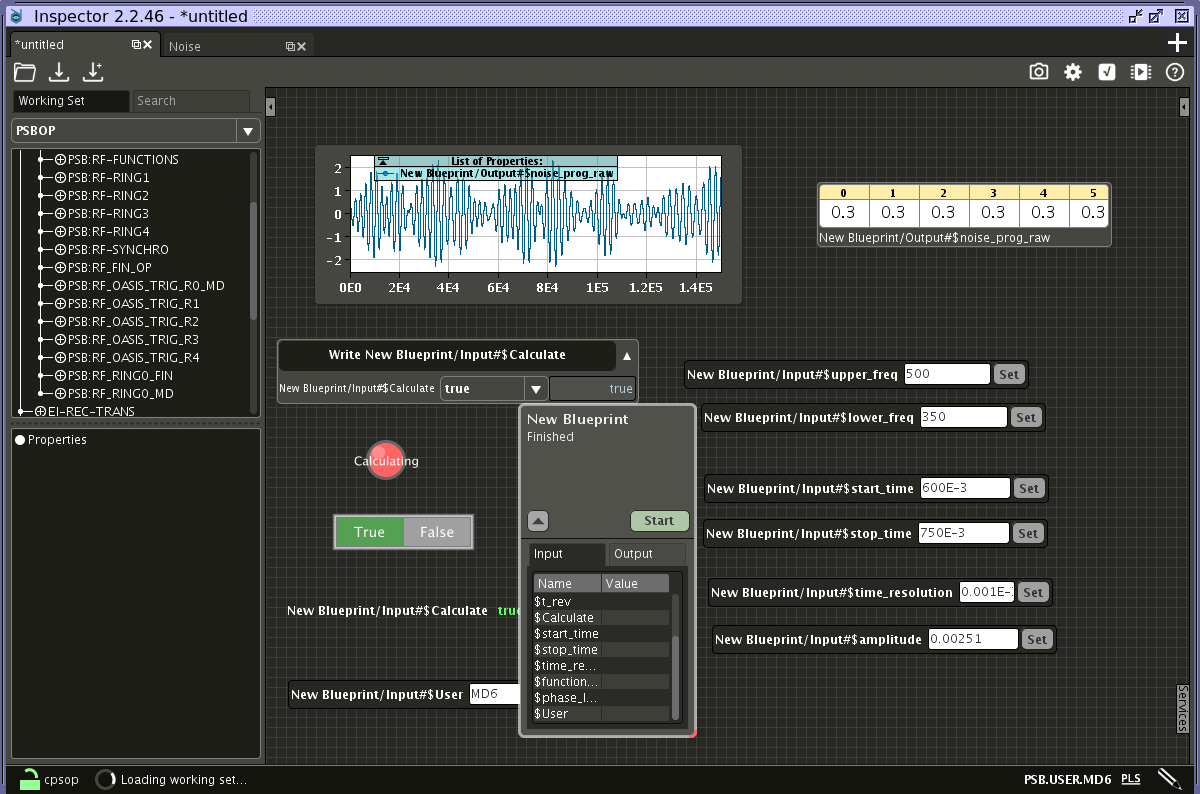 Inspector 2.2.46 - *untitled
*untitled
Noise
Working Set
Search
PSBOP
PSB:RF-FUNCTIONS
PSB:RF-RING1
PSB:RF-RING2
PSB:RF-RING3
PSB:RF-RING4
PSB:RF-SYNCHRO
PSB:RF_FIN_OP
PSB:RF_OASIS_TRIG_R0_MD
PSB:RF_OASIS_TRIG_R1
PSB:RF_OASIS_TRIG_R2
PSB:RF_OASIS_TRIG_R3
PSB:RF_OASIS_TRIG_R4
PSB:RF_RING0_FIN
PSB:RF_RING0_MD
EI-REC-TRANS
Properties
List of Properties:
New Blueprint/Output#$noise_prog_raw
2
1
0
-1
-2
0E0 2E4 4E4 6E4 8E4 1E5 1.2E5 1.4E5
0 1 2 3 4 5
0.3 0.3 0.3 0.3 0.3 0.3
New Blueprint/Output#$noise_prog_raw
Write New Blueprint/Input#$Calculate
New Blueprint/Input#$Calculate true true
Calculating
True False
New Blueprint/Input#$Calculate true
New Blueprint/Input#$User MD6
New Blueprint
Finished
Start
Input Output
Name Value
$t_rev
$Calculate
$start_time
$stop_time
$time_re...
$function...
$phase_l...
$User
New Blueprint/Input#$upper_freq 500 Set
New Blueprint/Input#$lower_freq 350 Set
New Blueprint/Input#$start_time 600E-3 Set
New Blueprint/Input#$stop_time 750E-3 Set
New Blueprint/Input#$time_resolution 0.001E- Set
New Blueprint/Input#$amplitude 0.00251 Set
Services
cpsop
Loading working set...
PSB.USER.MD6 PLS